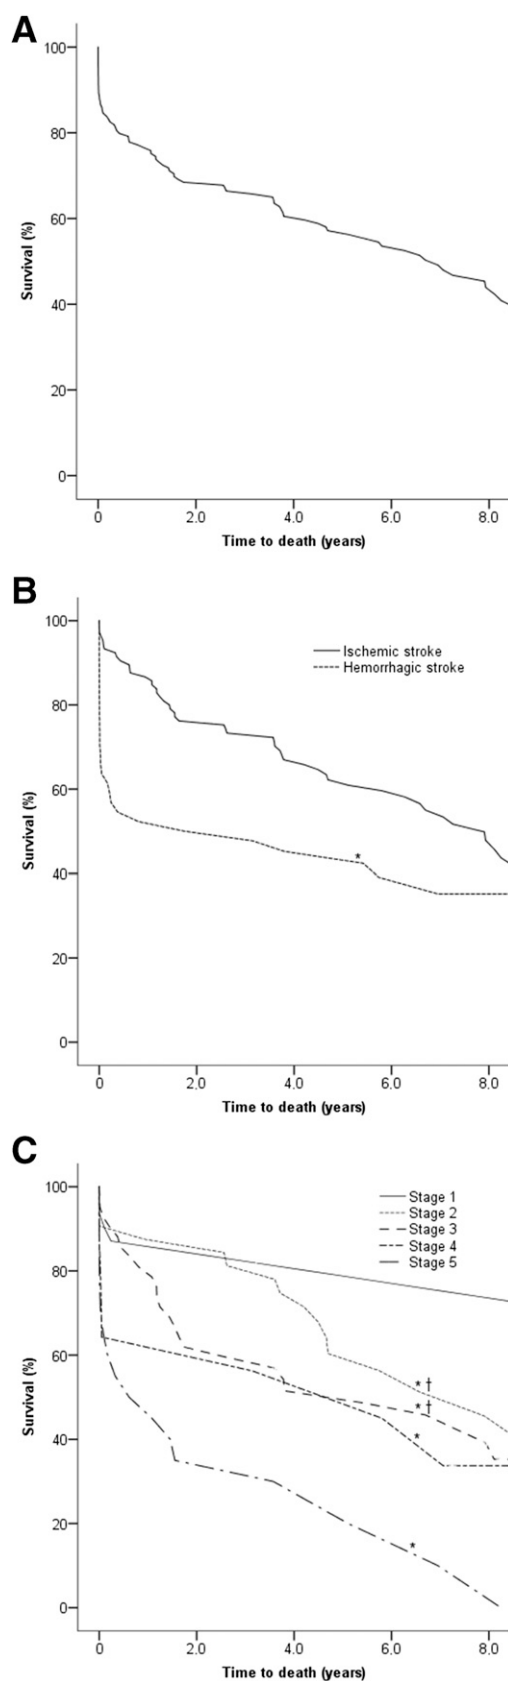 A
100
80
60
40
20
0
Survival (%)
0 2.0 4.0 6.0 8.0
Time to death (years)
B
100
80
60
40
20
0
Survival (%)
Ischemic stroke
Hemorrhagic stroke
*
0 2.0 4.0 6.0 8.0
Time to death (years)
C
100
80
60
40
20
0
Survival (%)
Stage 1
Stage 2
Stage 3
Stage 4
Stage 5
* †
* †
*
*
0 2.0 4.0 6.0 8.0
Time to death (years)